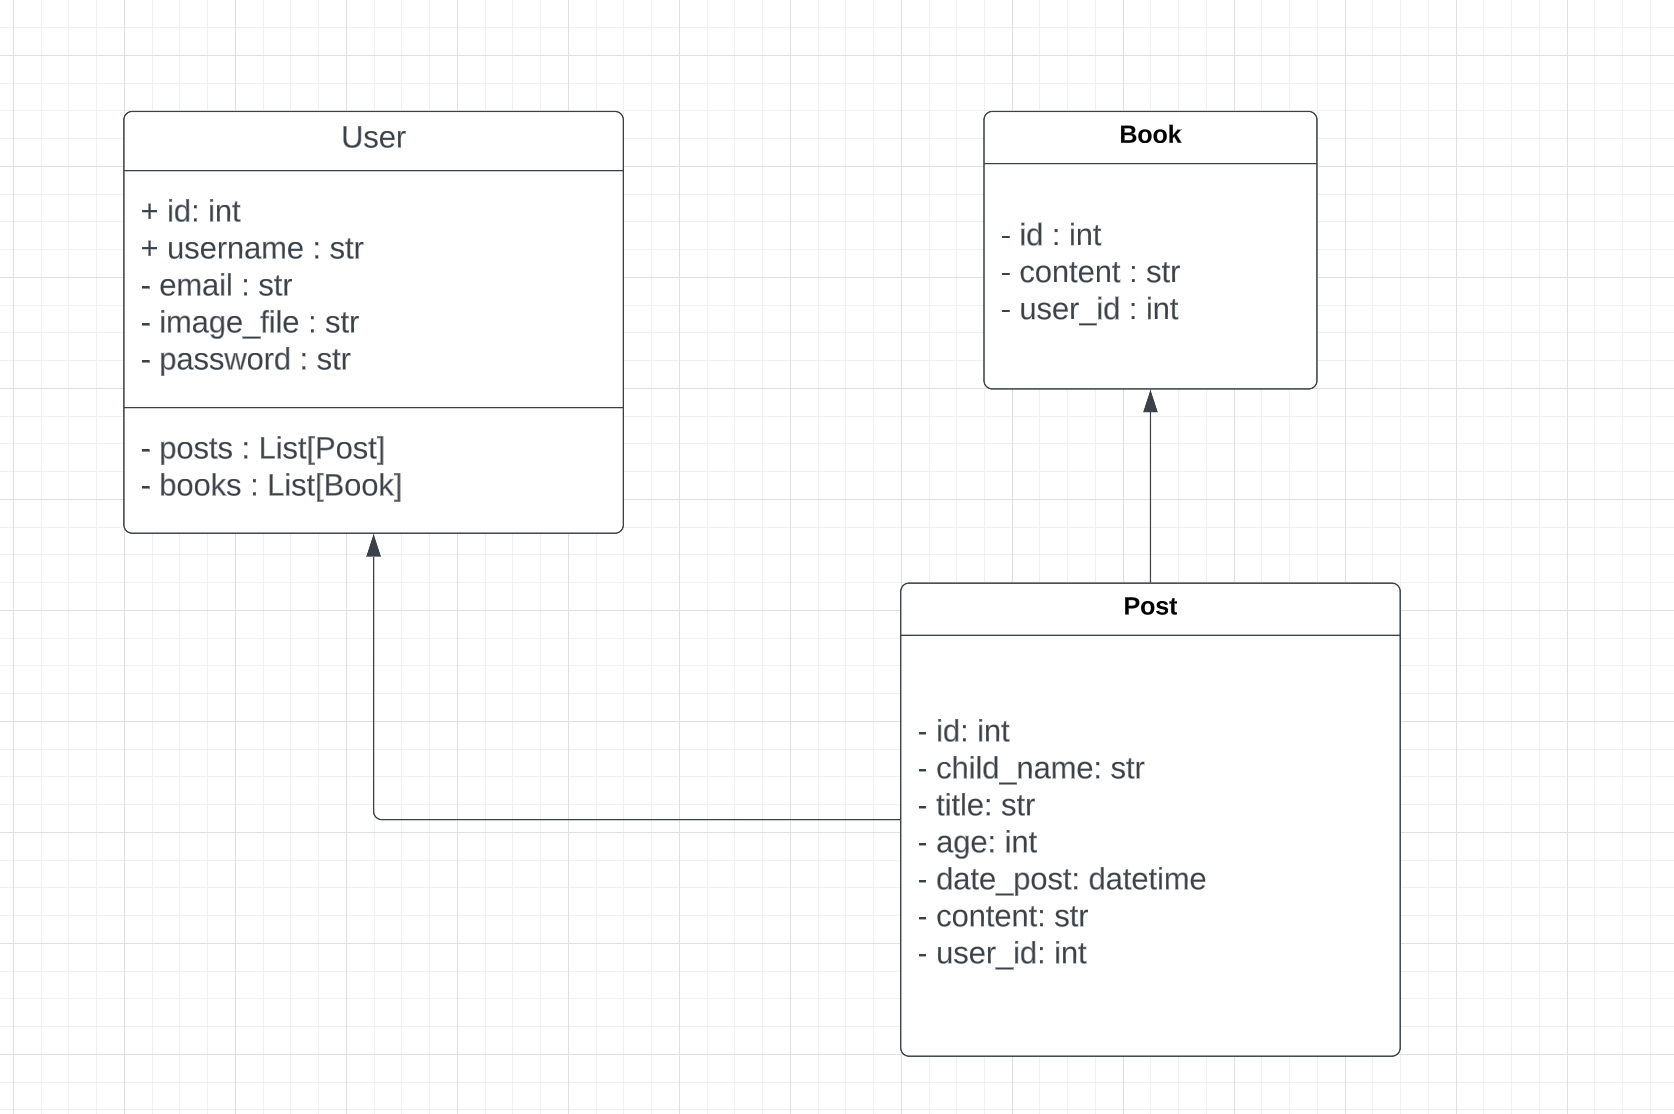 User
+ id: int
+ username : str
- email : str
- image_file : str
- password : str
- posts : List[Post]
- books : List[Book]
Book
- id : int
- content : str
- user_id : int
Post
- id: int
- child_name: str
- title: str
- age: int
- date_post: datetime
- content: str
- user_id: int